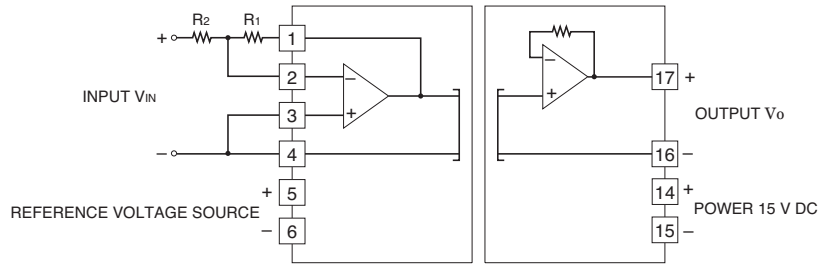 R2 R1
+ 1
2 −
INPUT VIN
3 +
− 4
+ 5
REFERENCE VOLTAGE SOURCE
− 6
−
+
17 +
OUTPUT Vo
16 −
14 +
POWER 15 V DC
15 −